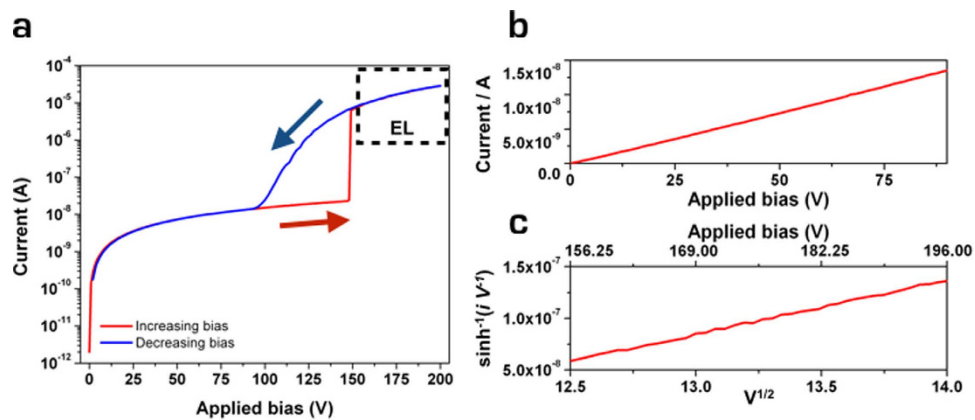 a
10⁻⁴
10⁻⁵
10⁻⁶
10⁻⁷
10⁻⁸
10⁻⁹
10⁻¹⁰
10⁻¹¹
10⁻¹²
Current (A)
EL
Increasing bias
Decreasing bias
0 25 50 75 100 125 150 175 200
Applied bias (V)
b
1.5x10⁻⁸
1.0x10⁻⁸
5.0x10⁻⁹
0.0
Current / A
0 25 50 75
Applied bias (V)
c
Applied bias (V)
156.25 169.00 182.25 196.00
1.5x10⁻⁷
1.0x10⁻⁷
5.0x10⁻⁸
sinh⁻¹(i V⁻¹)
12.5 13.0 13.5 14.0
V¹ᐟ²